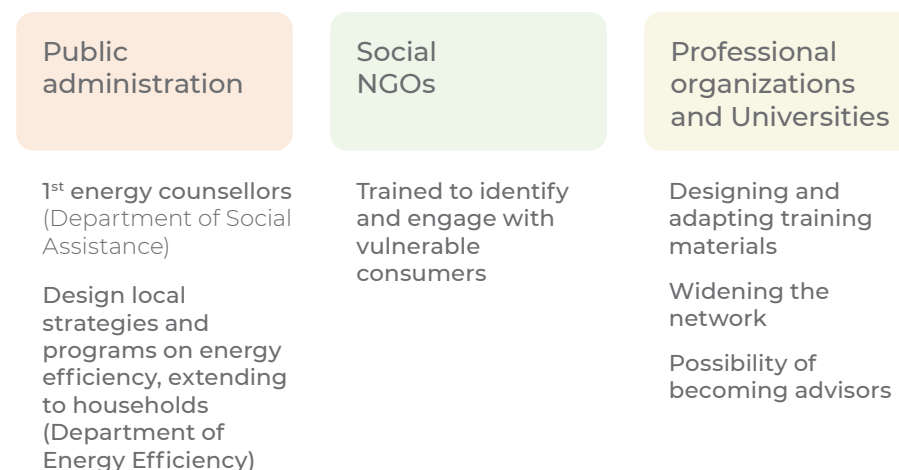 Public
administration
1st energy counsellors
(Department of Social
Assistance)
Design local
strategies and
programs on energy
efficiency, extending
to households
(Department of
Energy Efficiency)
Social
NGOs
Trained to identify
and engage with
vulnerable
consumers
Professional
organizations
and Universities
Designing and
adapting training
materials
Widening the
network
Possibility of
becoming advisors